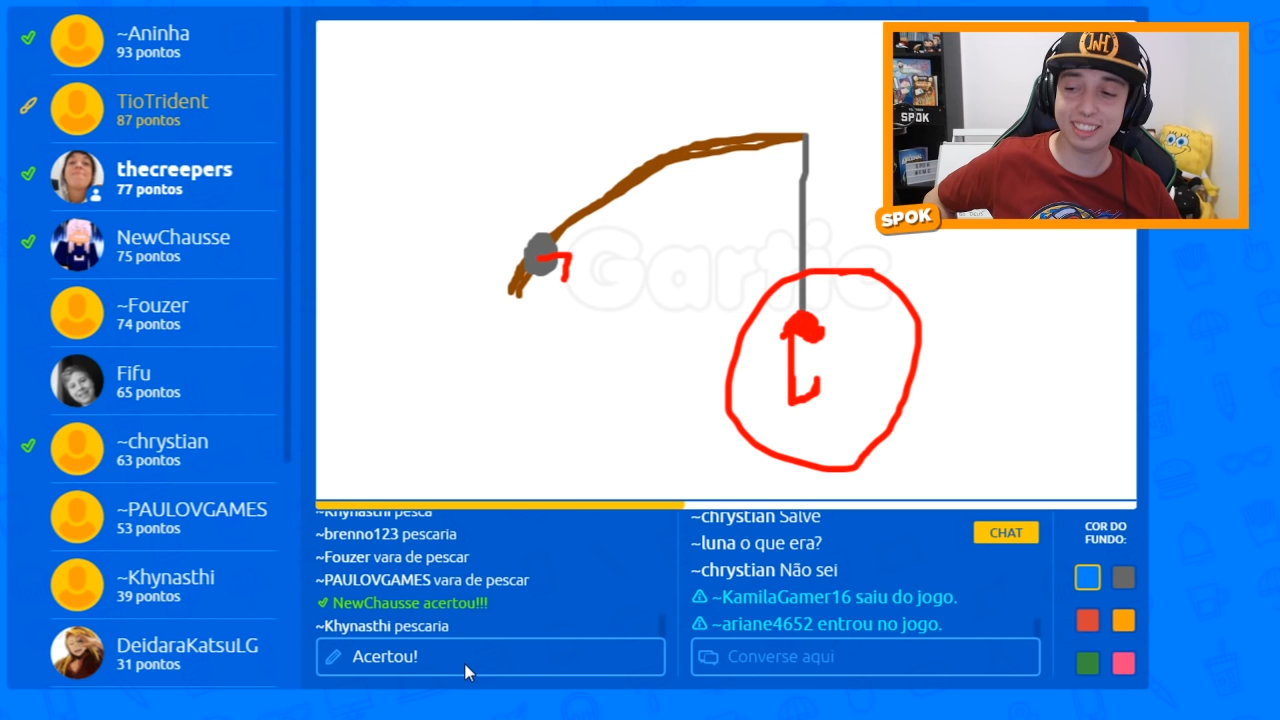 ~Aninha
93 pontos
TioTrident
87 pontos
thecreepers
77 pontos
NewChausse
75 pontos
~Fouzer
74 pontos
Fifu
65 pontos
~chrystian
63 pontos
~PAULOVGAMES
53 pontos
~Khynasthi
39 pontos
DeidaraKatsuLG
31 pontos
Gartic
SPOK
SPOK
~Khynasthi pesca
~brenno123 pescaria
~Fouzer vara de pescar
~PAULOVGAMES vara de pescar
NewChausse acertou!!!
~Khynasthi pescaria
Acertou!
~chrystian Salve
~luna o que era?
~chrystian Não sei
~KamilaGamer16 saiu do jogo.
~ariane4652 entrou no jogo.
Converse aqui
CHAT
COR DO
FUNDO: